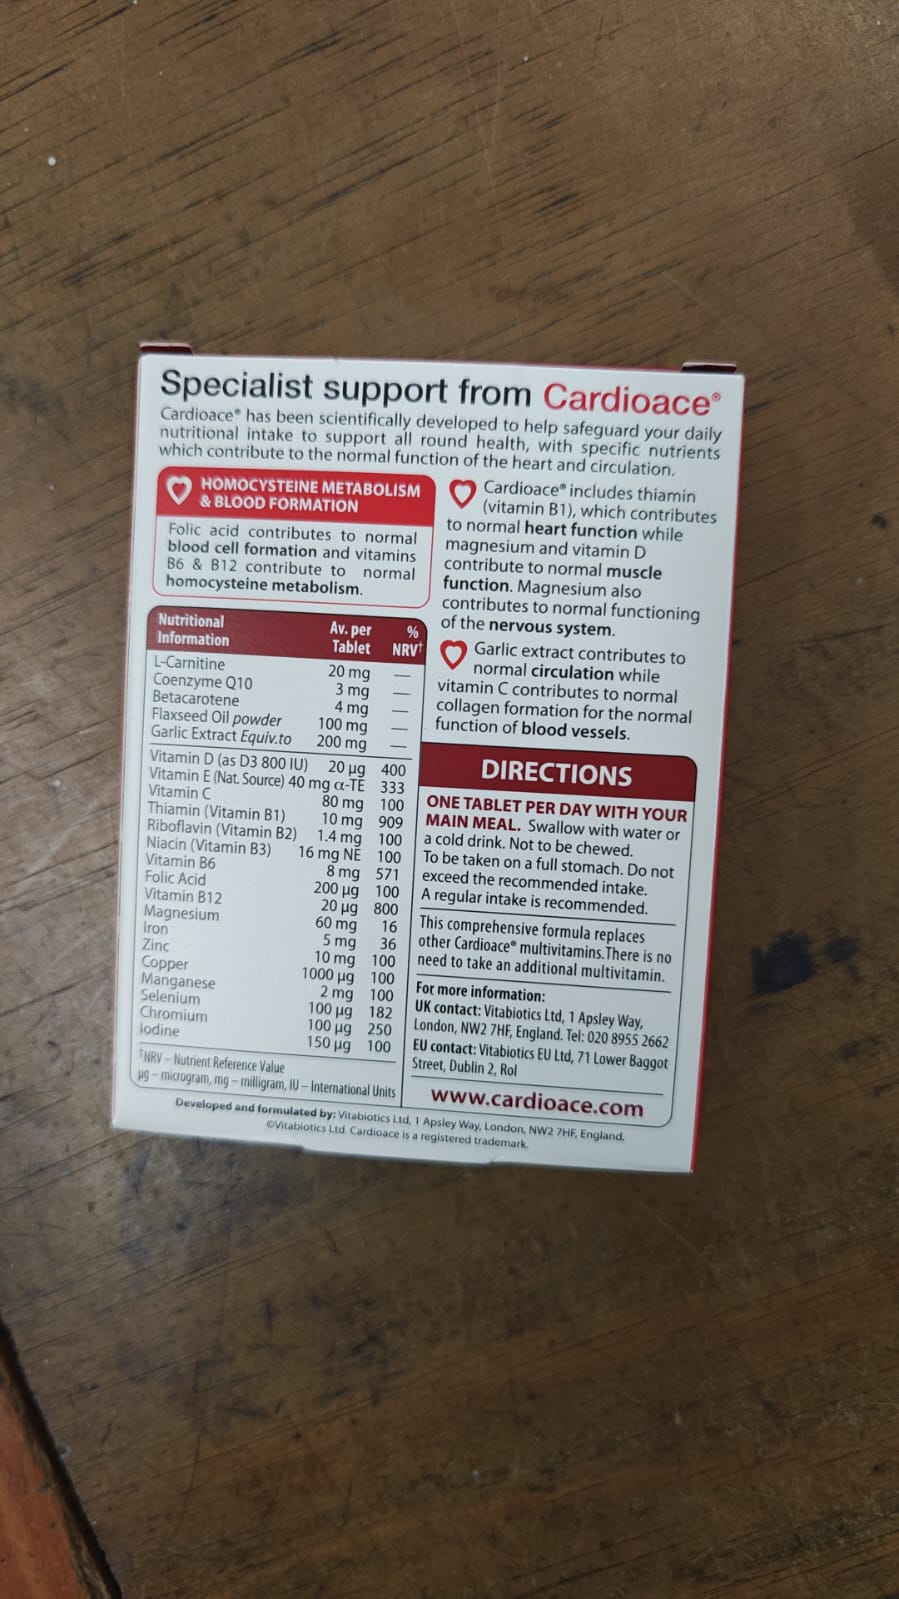 Specialist support from Cardioace®
Cardioace® has been scientifically developed to help safeguard your daily
nutritional intake to support all round health, with specific nutrients
which contribute to the normal function of the heart and circulation.
HOMOCYSTEINE METABOLISM
& BLOOD FORMATION
Folic acid contributes to normal
blood cell formation and vitamins
B6 & B12 contribute to normal
homocysteine metabolism.
Nutritional Information Av. per Tablet % NRV†
L-Carnitine 20 mg —
Coenzyme Q10 3 mg —
Betacarotene 4 mg —
Flaxseed Oil powder 100 mg —
Garlic Extract Equiv.to 200 mg —
Vitamin D (as D3 800 IU) 20 µg 400
Vitamin E (Nat. Source) 40 mg α-TE 333
Vitamin C 80 mg 100
Thiamin (Vitamin B1) 10 mg 909
Riboflavin (Vitamin B2) 1.4 mg 100
Niacin (Vitamin B3) 16 mg NE 100
Vitamin B6 8 mg 571
Folic Acid 200 µg 100
Vitamin B12 20 µg 800
Magnesium 60 mg 16
Iron 5 mg 36
Zinc 10 mg 100
Copper 1000 µg 100
Manganese 2 mg 100
Selenium 100 µg 182
Chromium 100 µg 250
Iodine 150 µg 100
†NRV – Nutrient Reference Value
µg – microgram, mg – milligram, IU – International Units
Cardioace® includes thiamin
(vitamin B1), which contributes
to normal heart function while
magnesium and vitamin D
contribute to normal muscle
function. Magnesium also
contributes to normal functioning
of the nervous system.
Garlic extract contributes to
normal circulation while
vitamin C contributes to normal
collagen formation for the normal
function of blood vessels.
DIRECTIONS
ONE TABLET PER DAY WITH YOUR
MAIN MEAL. Swallow with water or
a cold drink. Not to be chewed.
To be taken on a full stomach. Do not
exceed the recommended intake.
A regular intake is recommended.
This comprehensive formula replaces
other Cardioace® multivitamins.There is no
need to take an additional multivitamin.
For more information:
UK contact: Vitabiotics Ltd, 1 Apsley Way,
London, NW2 7HF, England. Tel: 020 8955 2662
EU contact: Vitabiotics EU Ltd, 71 Lower Baggot
Street, Dublin 2, RoI
www.cardioace.com
Developed and formulated by: Vitabiotics Ltd, 1 Apsley Way, London, NW2 7HF, England.
©Vitabiotics Ltd. Cardioace is a registered trademark.